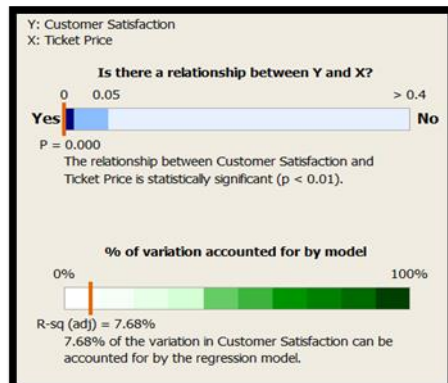 Y: Customer Satisfaction
X: Ticket Price
Is there a relationship between Y and X?
0 0.05 > 0.4
Yes No
P = 0.000
The relationship between Customer Satisfaction and
Ticket Price is statistically significant (p < 0.01).
% of variation accounted for by model
0% 100%
R-sq (adj) = 7.68%
7.68% of the variation in Customer Satisfaction can be
accounted for by the regression model.